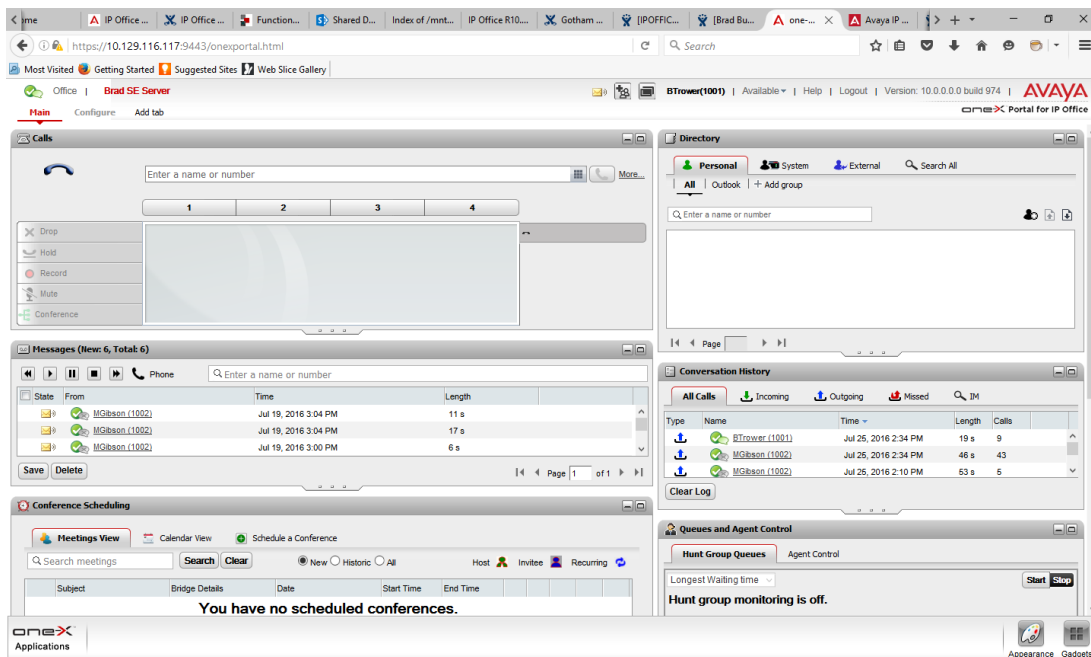 ome IP Office ... IP Office ... Function... Shared D... Index of /mnt... IP Office R10.... Gotham ... [IPOFFIC... [Brad Bu... one-... Avaya IP ...
https://10.129.116.117:9443/onexportal.html Search
Most Visited Getting Started Suggested Sites Web Slice Gallery
Office | Brad SE Server BTrower(1001) | Available | Help | Logout | Version: 10.0.0.0.0 build 974 | AVAYA
Main Configure Add tab one-X Portal for IP Office
Calls
Enter a name or number More...
1 2 3 4
Drop
Hold
Record
Mute
Conference
Directory
Personal System External Search All
All | Outlook | + Add group
Enter a name or number
Page
Messages (New: 6, Total: 6)
Phone Enter a name or number
State From Time Length
MGibson (1002) Jul 19, 2016 3:04 PM 11 s
MGibson (1002) Jul 19, 2016 3:04 PM 17 s
MGibson (1002) Jul 19, 2016 3:00 PM 6 s
Save Delete Page 1 of 1
Conversation History
All Calls Incoming Outgoing Missed IM
Type Name Time Length Calls
BTrower (1001) Jul 25, 2016 2:34 PM 19 s 9
MGibson (1002) Jul 25, 2016 2:34 PM 46 s 43
MGibson (1002) Jul 25, 2016 2:10 PM 53 s 5
Clear Log
Conference Scheduling
Meetings View Calendar View Schedule a Conference
Search meetings Search Clear New Historic All Host Invitee Recurring
Subject Bridge Details Date Start Time End Time
You have no scheduled conferences.
Queues and Agent Control
Hunt Group Queues Agent Control
Longest Waiting time Start Stop
Hunt group monitoring is off.
one-X
Applications
Appearance Gadgets